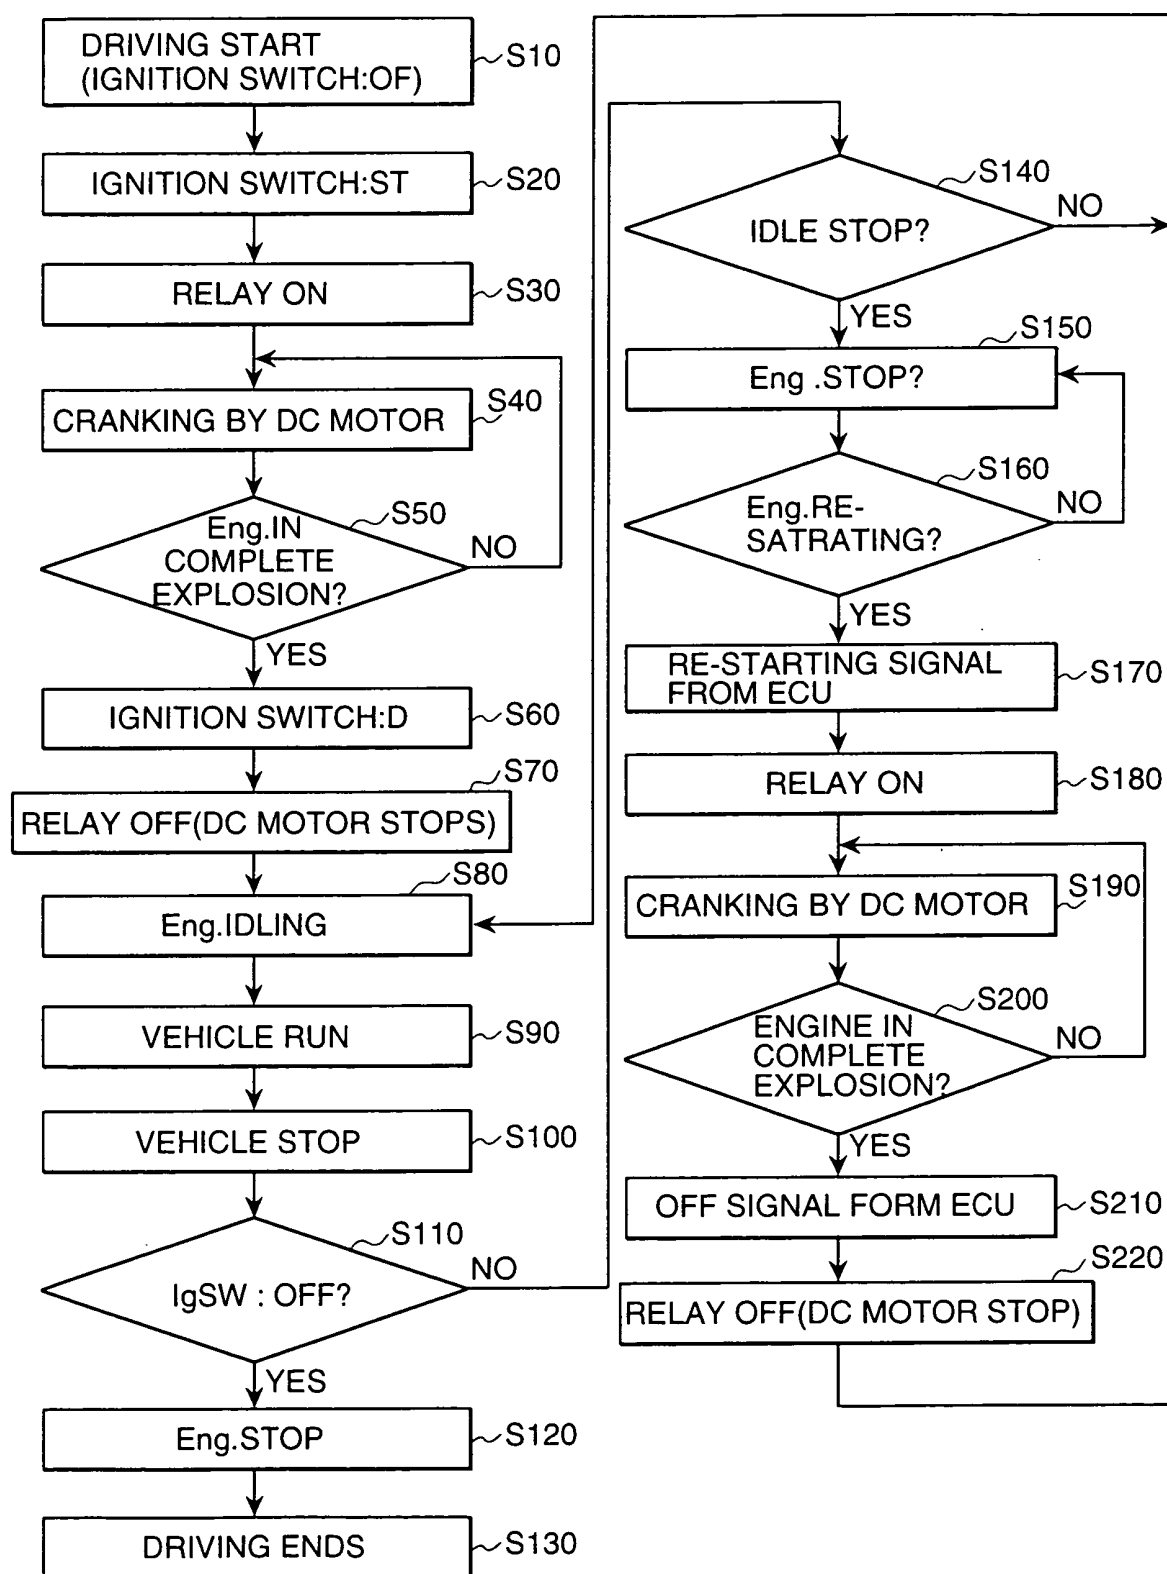 DRIVING START
(IGNITION SWITCH:OF)
S10
IGNITION SWITCH:ST
S20
RELAY ON
S30
CRANKING BY DC MOTOR
S40
Eng.IN
COMPLETE
EXPLOSION?
S50
NO
YES
IGNITION SWITCH:D
S60
RELAY OFF(DC MOTOR STOPS)
S70
Eng.IDLING
S80
VEHICLE RUN
S90
VEHICLE STOP
S100
IgSW : OFF?
S110
NO
YES
Eng.STOP
S120
DRIVING ENDS
S130
IDLE STOP?
S140
NO
YES
Eng .STOP?
S150
Eng.RE-
SATRATING?
S160
NO
YES
RE-STARTING SIGNAL
FROM ECU
S170
RELAY ON
S180
CRANKING BY DC MOTOR
S190
ENGINE IN
COMPLETE
EXPLOSION?
S200
NO
YES
OFF SIGNAL FORM ECU
S210
RELAY OFF(DC MOTOR STOP)
S220